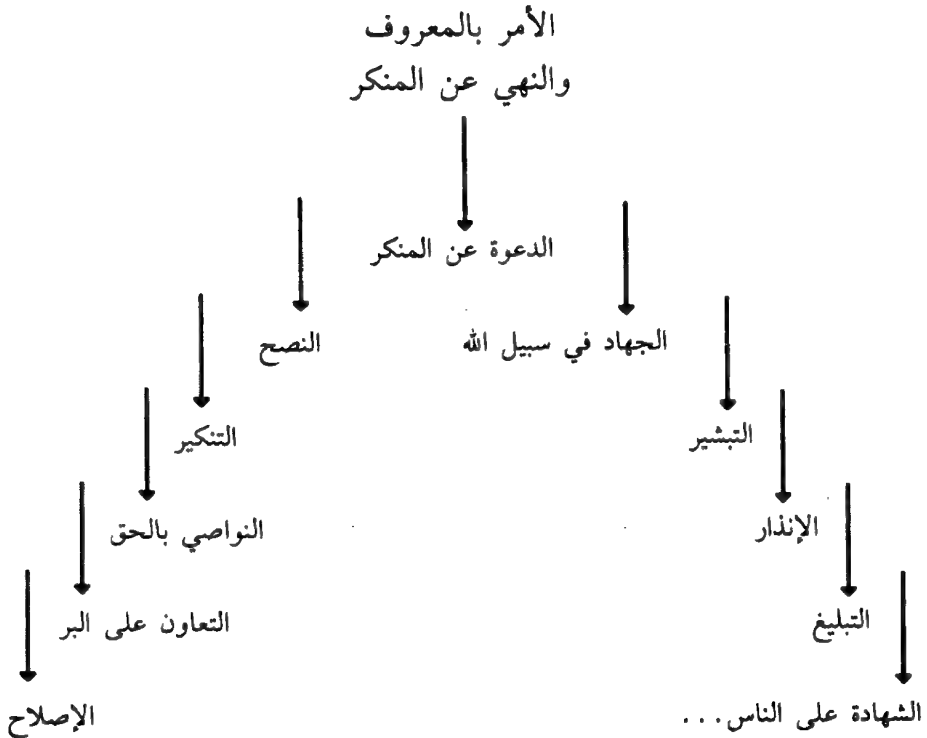 الأمر بالمعروف
والنهي عن المنكر
الدعوة عن المنكر
الجهاد في سبيل الله
النصح
التبشير
التنكير
الإنذار
النواصي بالحق
التبليغ
التعاون على البر
الشهادة على الناس...
الإصلاح